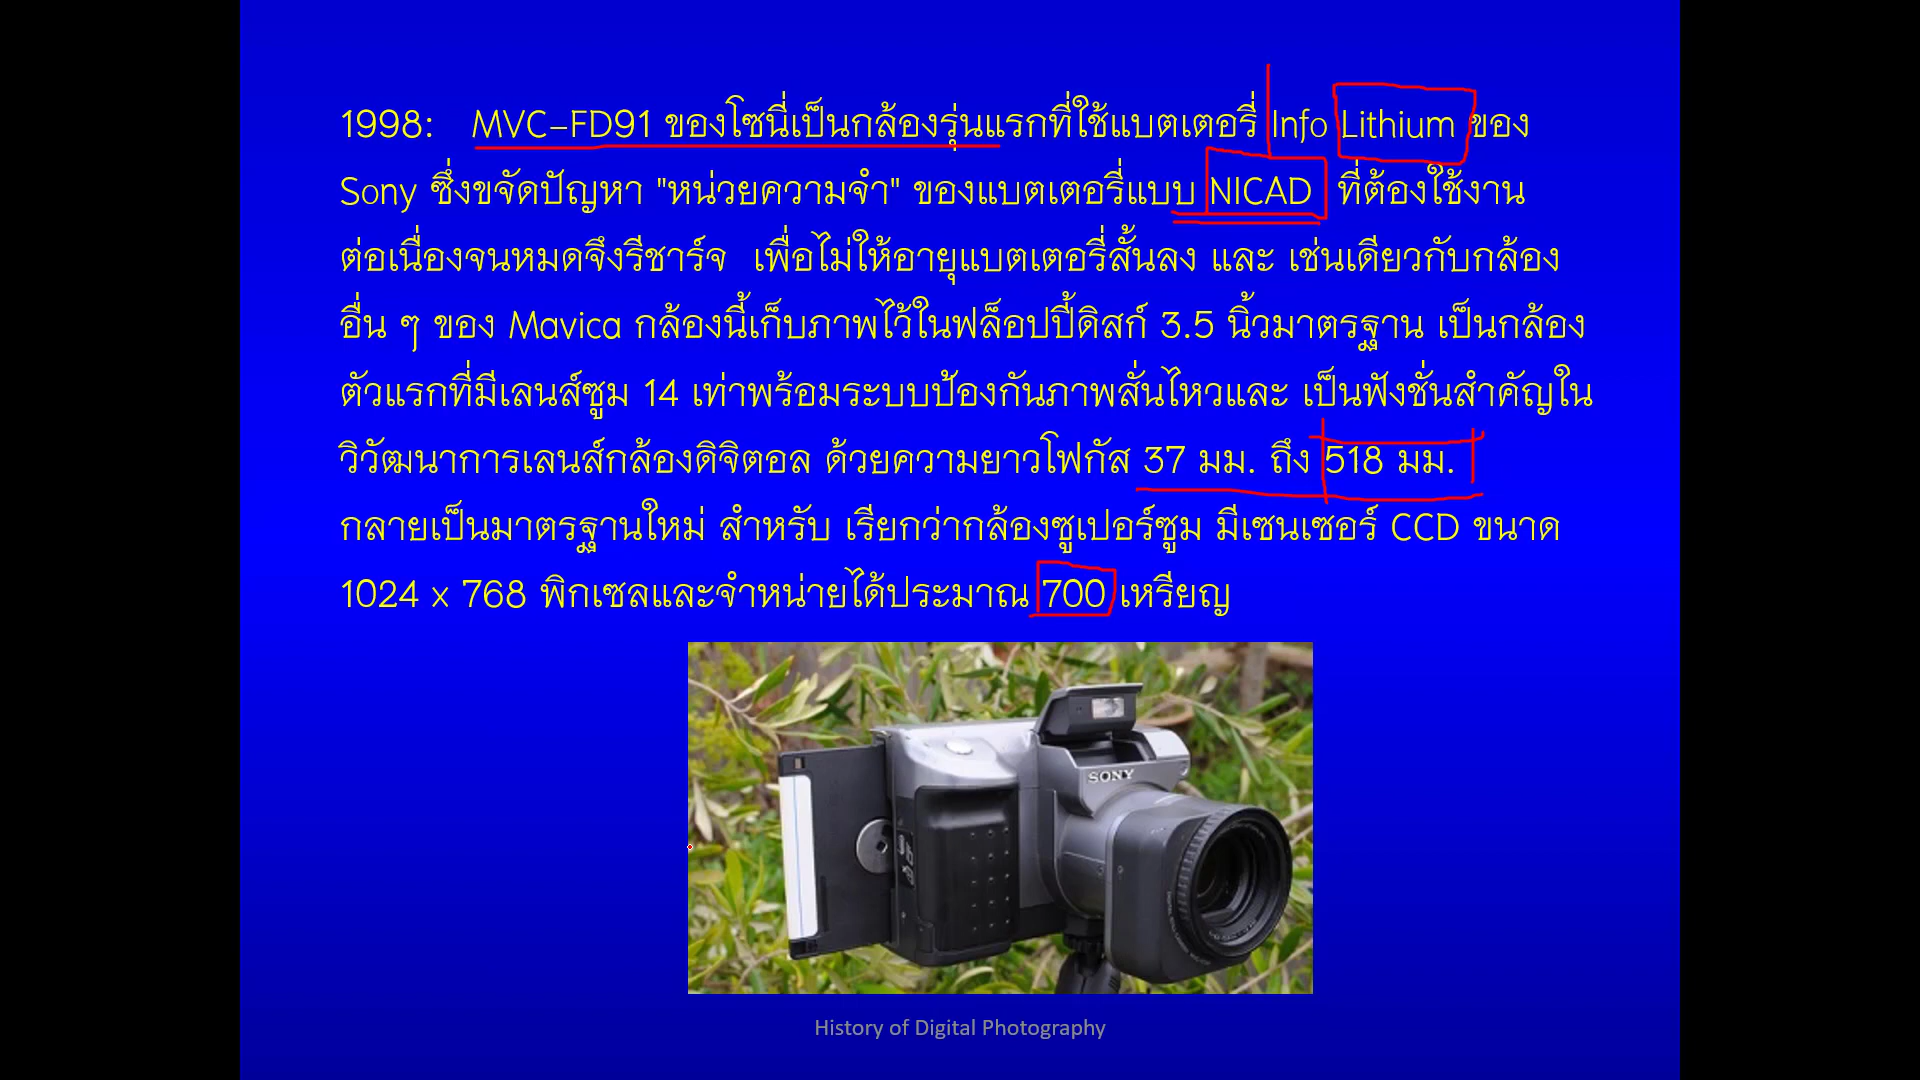 1998: MVC-FD91 ของโซนี่เป็นกล้องรุ่นแรกที่ใช้แบตเตอรี่ Info Lithium ของ
Sony ซึ่งขจัดปัญหา "หน่วยความจำ" ของแบตเตอรี่แบบ NICAD ที่ต้องใช้งาน
ต่อเนื่องจนหมดจึงรีชาร์จ เพื่อไม่ให้อายุแบตเตอรี่สั้นลง และ เช่นเดียวกับกล้อง
อื่น ๆ ของ Mavica กล้องนี้เก็บภาพไว้ในฟล็อปปี้ดิสก์ 3.5 นิ้วมาตรฐาน เป็นกล้อง
ตัวแรกที่มีเลนส์ซูม 14 เท่าพร้อมระบบป้องกันภาพสั่นไหวและ เป็นฟังชั่นสำคัญใน
วิวัฒนาการเลนส์กล้องดิจิตอล ด้วยความยาวโฟกัส 37 มม. ถึง 518 มม.
กลายเป็นมาตรฐานใหม่ สำหรับ เรียกว่ากล้องซูเปอร์ซูม มีเซนเซอร์ CCD ขนาด
1024 x 768 พิกเซลและจำหน่ายได้ประมาณ 700 เหรียญ
SONY
History of Digital Photography